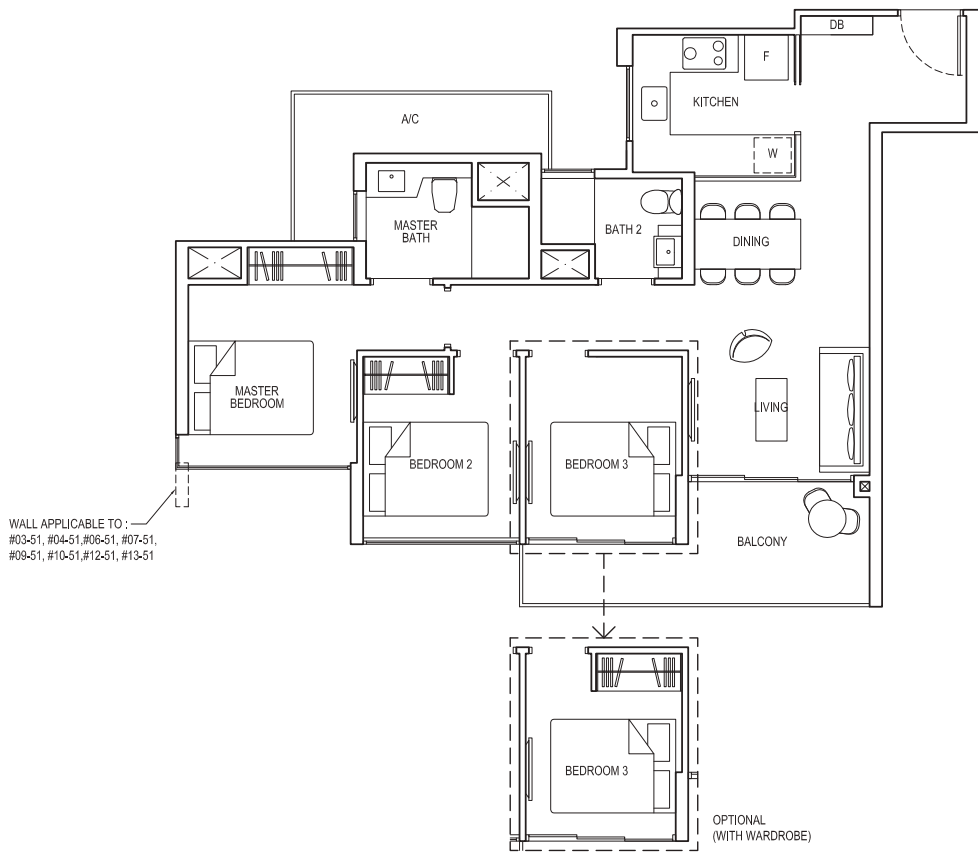 DB
F
KITCHEN
A/C
W
MASTER
BATH
BATH 2
DINING
MASTER
BEDROOM
LIVING
BEDROOM 2
BEDROOM 3
BALCONY
WALL APPLICABLE TO :
#03-51, #04-51,#06-51, #07-51,
#09-51, #10-51,#12-51, #13-51
BEDROOM 3
OPTIONAL
(WITH WARDROBE)